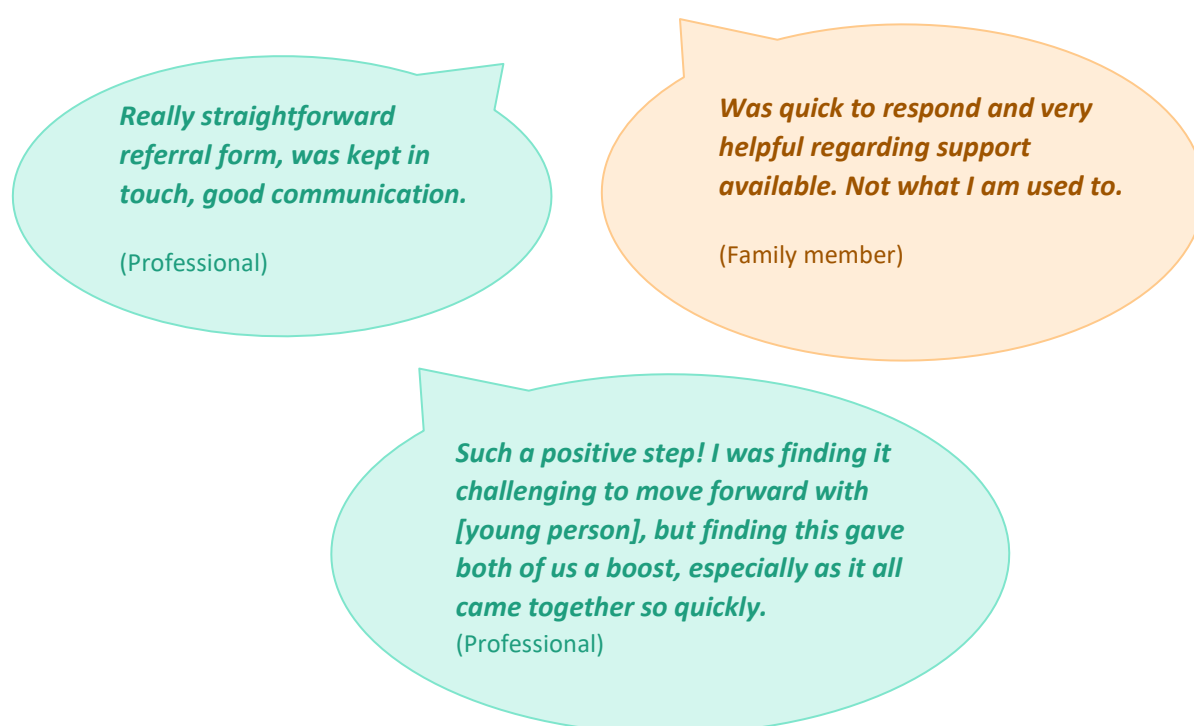 Really straightforward
referral form, was kept in
touch, good communication.
(Professional)
Was quick to respond and very
helpful regarding support
available. Not what I am used to.
(Family member)
Such a positive step! I was finding it
challenging to move forward with
[young person], but finding this gave
both of us a boost, especially as it all
came together so quickly.
(Professional)